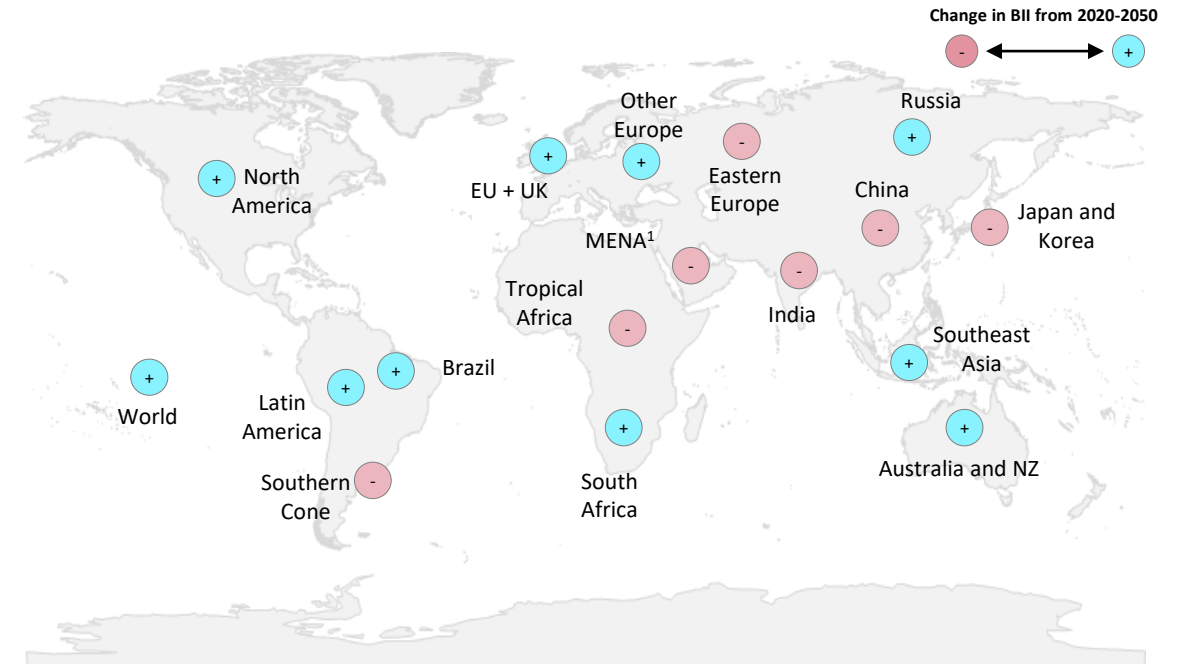 Change in BII from 2020-2050
-
+
Other
Europe
Russia
+
-
+
+
EU + UK
Eastern
Europe
China
+
North
America
-
-
Japan and
Korea
MENA¹
-
-
India
Tropical
Africa
-
Southeast
Asia
+
+
World
+
+
Brazil
Latin
America
+
+
Australia and NZ
Southern
Cone
-
South
Africa